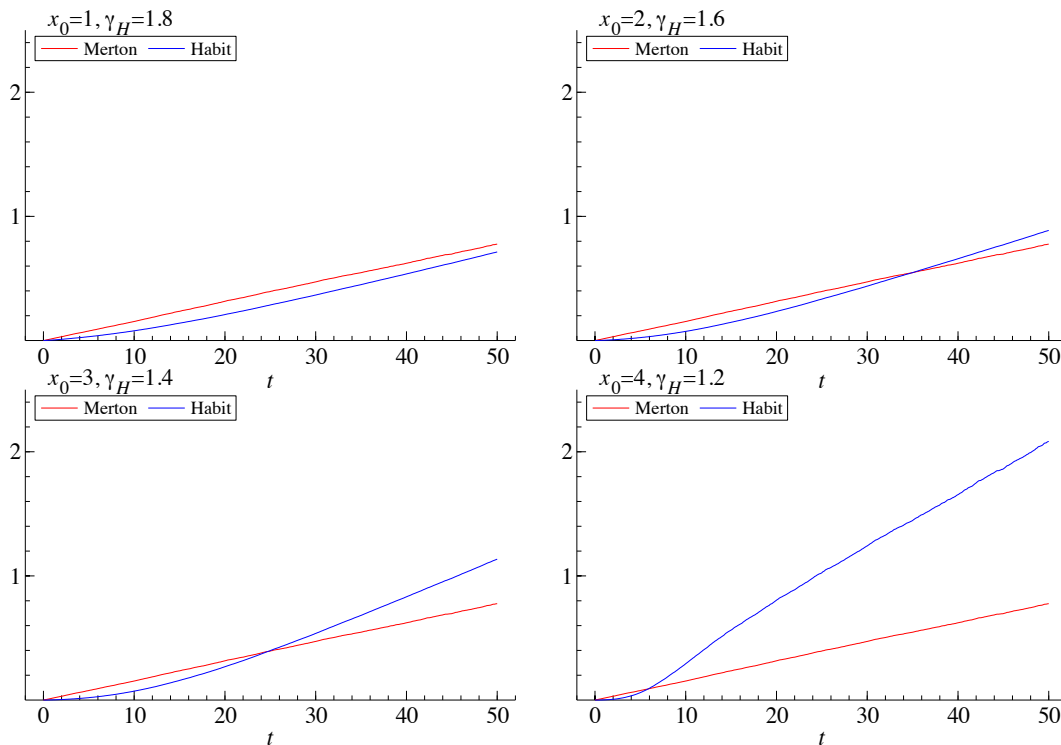 x0=1, γH=1.8
Merton Habit
2
1
0 10 20 30 40 50
t
x0=2, γH=1.6
Merton Habit
2
1
0 10 20 30 40 50
t
x0=3, γH=1.4
Merton Habit
2
1
0 10 20 30 40 50
t
x0=4, γH=1.2
Merton Habit
2
1
0 10 20 30 40 50
t